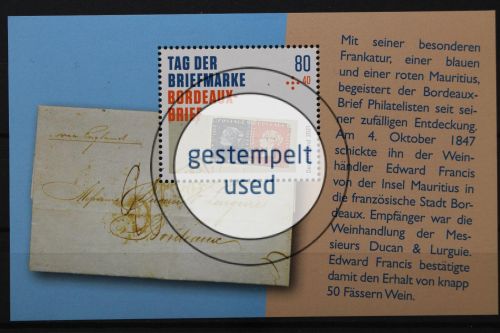 TAG DER
BRIEFMARKE
BORDEAUX-
BRIEF
80
+40
gestempelt
used
via England
Bordeaux
Mit seiner besonderen
Frankatur, einer blauen
und einer roten Mauritius,
begeistert der Bordeaux-
Brief Philatelisten seit sei-
ner zufälligen Entdeckung.
Am 4. Oktober 1847
schickte ihn der Wein-
händler Edward Francis
von der Insel Mauritius in
die französische Stadt Bor-
deaux. Empfänger war die
Weinhandlung der Mes-
sieurs Ducan & Lurguie.
Edward Francis bestätigte
damit den Erhalt von knapp
50 Fässern Wein.